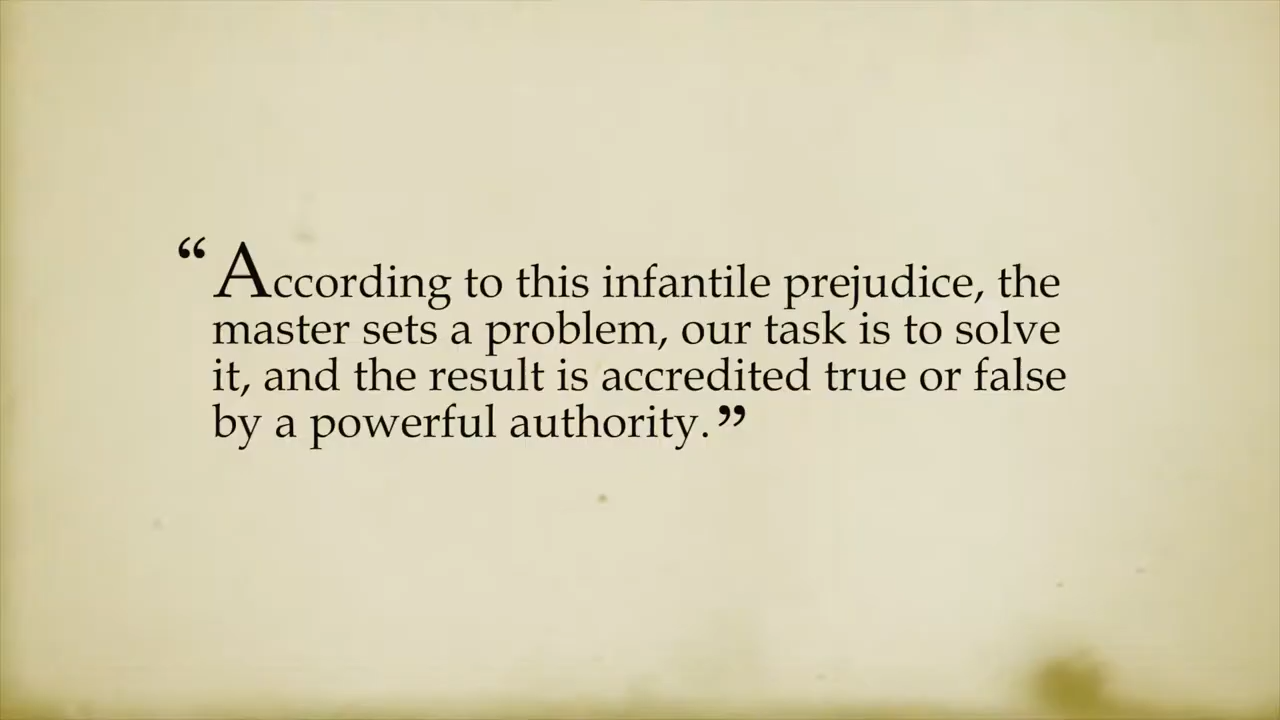 “According to this infantile prejudice, the
master sets a problem, our task is to solve
it, and the result is accredited true or false
by a powerful authority.”